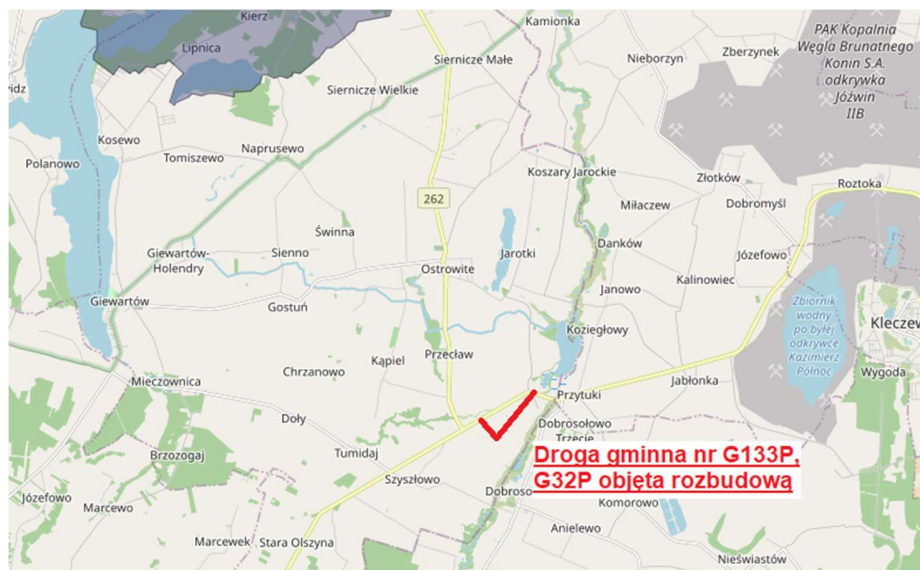 Kierz
Lipnica
Kamionka
PAK Kopalnia
Węgla Brunatnego
Konin S.A.
odkrywka
Jóźwin
IIB
Zberzynek
Nieborzyn
Siernicze Małe
Siernicze Wielkie
widz
Kosewo
Naprusewo
Tomiszewo
Polanowo
Koszary Jarockie
Złotków
Roztoka
262
Miłaczew
Dobromyśl
Świnna
Danków
Giewartów-
Holendry
Sienno
Jarotki
Józefowo
Ostrowite
Kalinowiec
Janowo
Giewartów
Gostuń
Zbiornik
wodny
po byłej
odkrywce
Kazimierz
Północ
Koziegłowy
Kleczew
Przecław
Kąpiel
Chrzanowo
Wygoda
Mieczownica
Jabłonka
Przytuki
Doły
Dobrosołowo
Trzecie
Tumidaj
Brzozogaj
Droga gminna nr G133P,
G32P objęta rozbudową
Szyszłowo
Dobroso
Józefowo
Marcewo
Komorowo
Anielewo
Marcewek
Stara Olszyna
Nieświastów